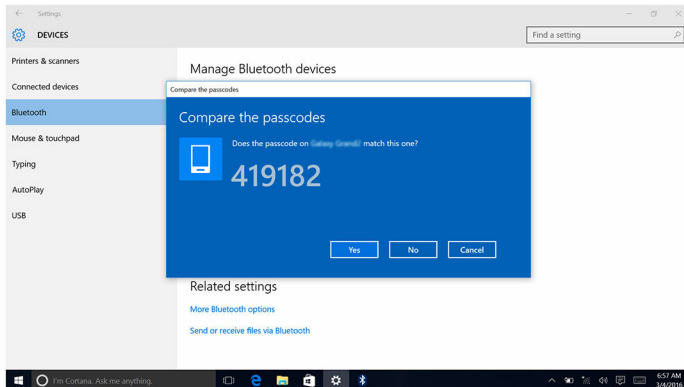 Settings
DEVICES
Find a setting
Printers & scanners
Connected devices
Bluetooth
Mouse & touchpad
Typing
AutoPlay
USB
Manage Bluetooth devices
Compare the passcodes
Compare the passcodes
Does the passcode on Galaxy Grand2 match this one?
419182
Yes
No
Cancel
Related settings
More Bluetooth options
Send or receive files via Bluetooth
I'm Cortana. Ask me anything.
6:57 AM
3/4/2016